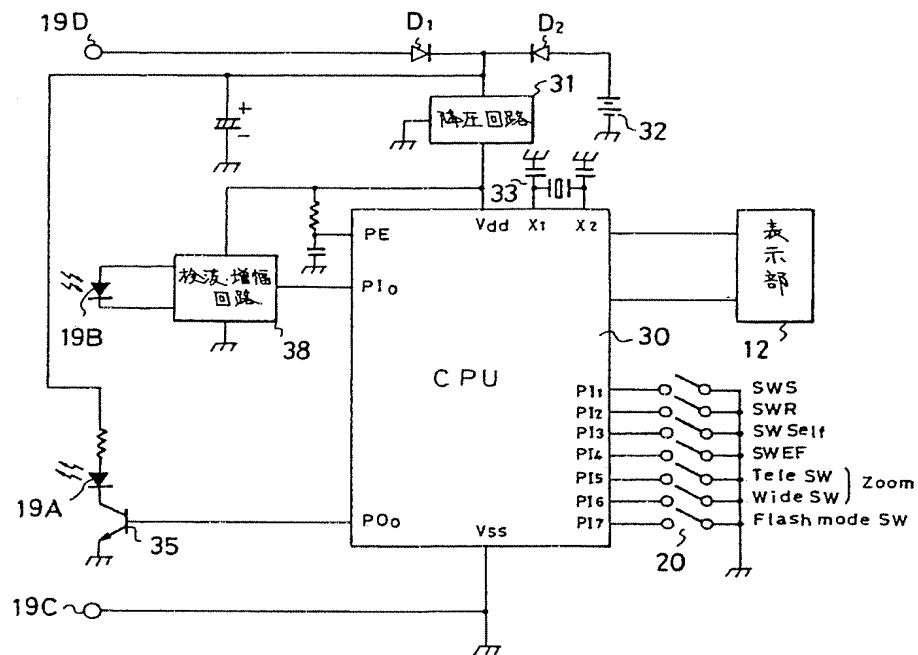 19D
D1
D2
31
降圧回路
32
33
PE
Vdd
X1
X2
検波・増幅
回路
PI0
19B
38
表示部
30
12
CPU
PI1
SWS
PI2
SWR
PI3
SWSelf
PI4
SWEF
PI5
Tele SW
Zoom
PI6
Wide SW
PI7
Flash mode SW
19A
35
PO0
Vss
20
19C